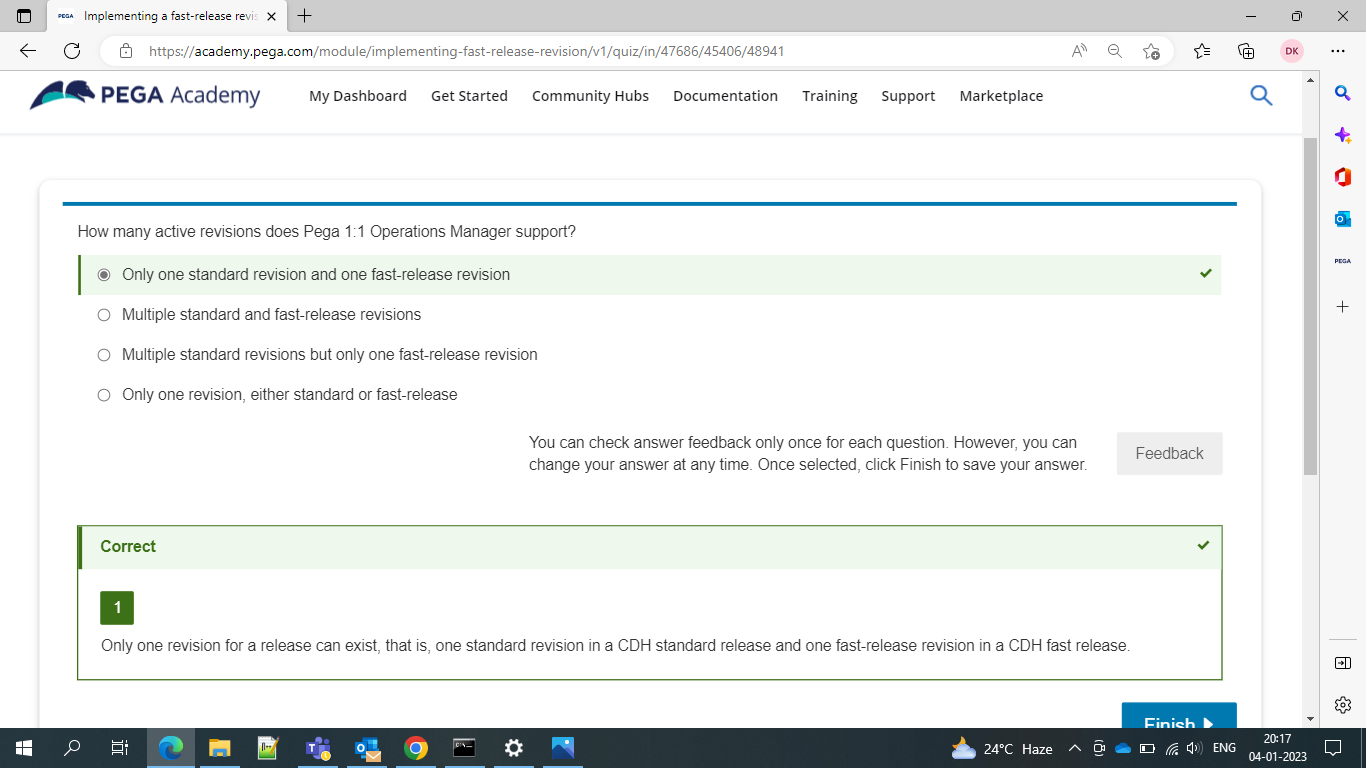 PEGA
Implementing a fast-release revis
https://academy.pega.com/module/implementing-fast-release-revision/v1/quiz/in/47686/45406/48941
DK
PEGA Academy
My Dashboard Get Started Community Hubs Documentation Training Support Marketplace
How many active revisions does Pega 1:1 Operations Manager support?
Only one standard revision and one fast-release revision
Multiple standard and fast-release revisions
Multiple standard revisions but only one fast-release revision
Only one revision, either standard or fast-release
You can check answer feedback only once for each question. However, you can
change your answer at any time. Once selected, click Finish to save your answer.
Feedback
Correct
1
Only one revision for a release can exist, that is, one standard revision in a CDH standard release and one fast-release revision in a CDH fast release.
Finish
PEGA
24°C Haze
ENG
20:17
04-01-2023